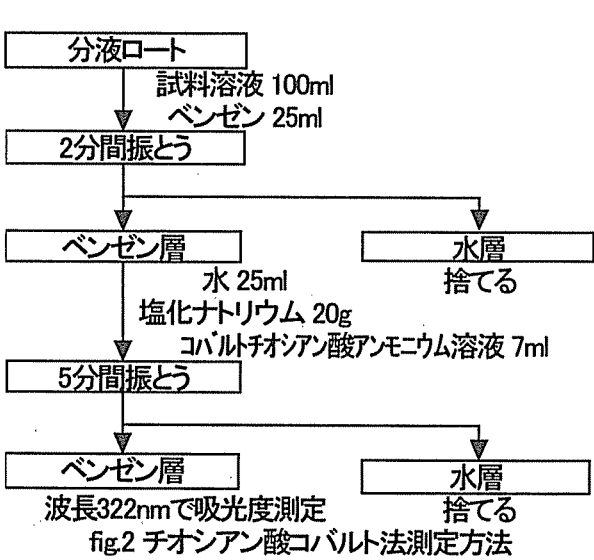 分液ロート
試料溶液 100ml
ベンゼン 25ml
2分間振とう
ベンゼン層
水層
捨てる
水 25ml
塩化ナトリウム 20g
コバルトチオシアン酸アンモニウム溶液 7ml
5分間振とう
ベンゼン層
水層
波長322nmで吸光度測定
捨てる
fig.2 チオシアン酸コバルト法測定方法